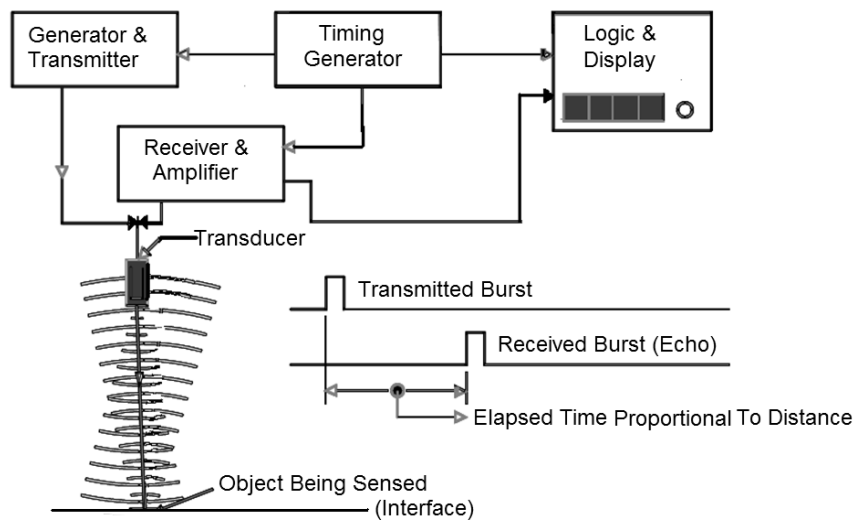 Generator &
Transmitter
Timing
Generator
Logic &
Display
Receiver &
Amplifier
Transducer
Transmitted Burst
Received Burst (Echo)
Elapsed Time Proportional To Distance
Object Being Sensed
(Interface)